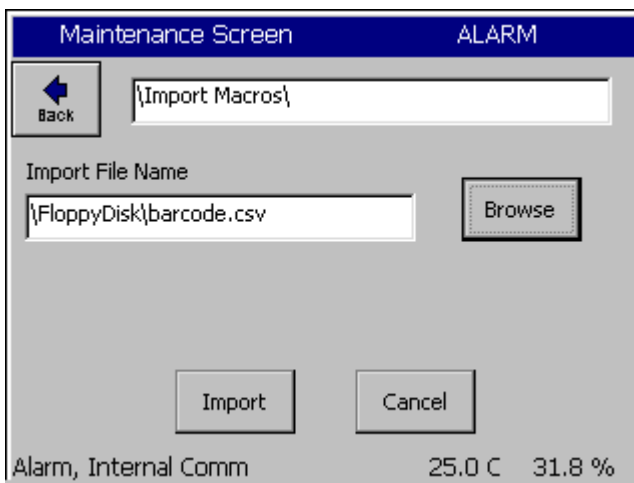 Maintenance Screen ALARM
Back
\Import Macros\
Import File Name
\FloppyDisk\barcode.csv
Browse
Import Cancel
Alarm, Internal Comm 25.0 C 31.8 %